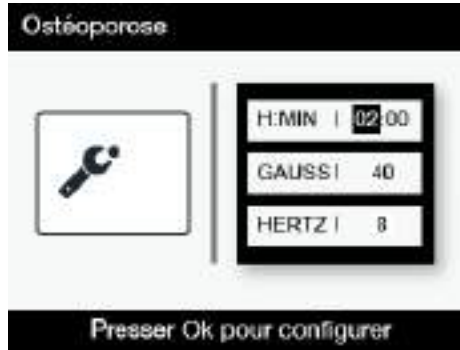 Ostéoporose
H:MIN | 02:00
GAUSS | 40
HERTZ | 8
Presser Ok pour configurer